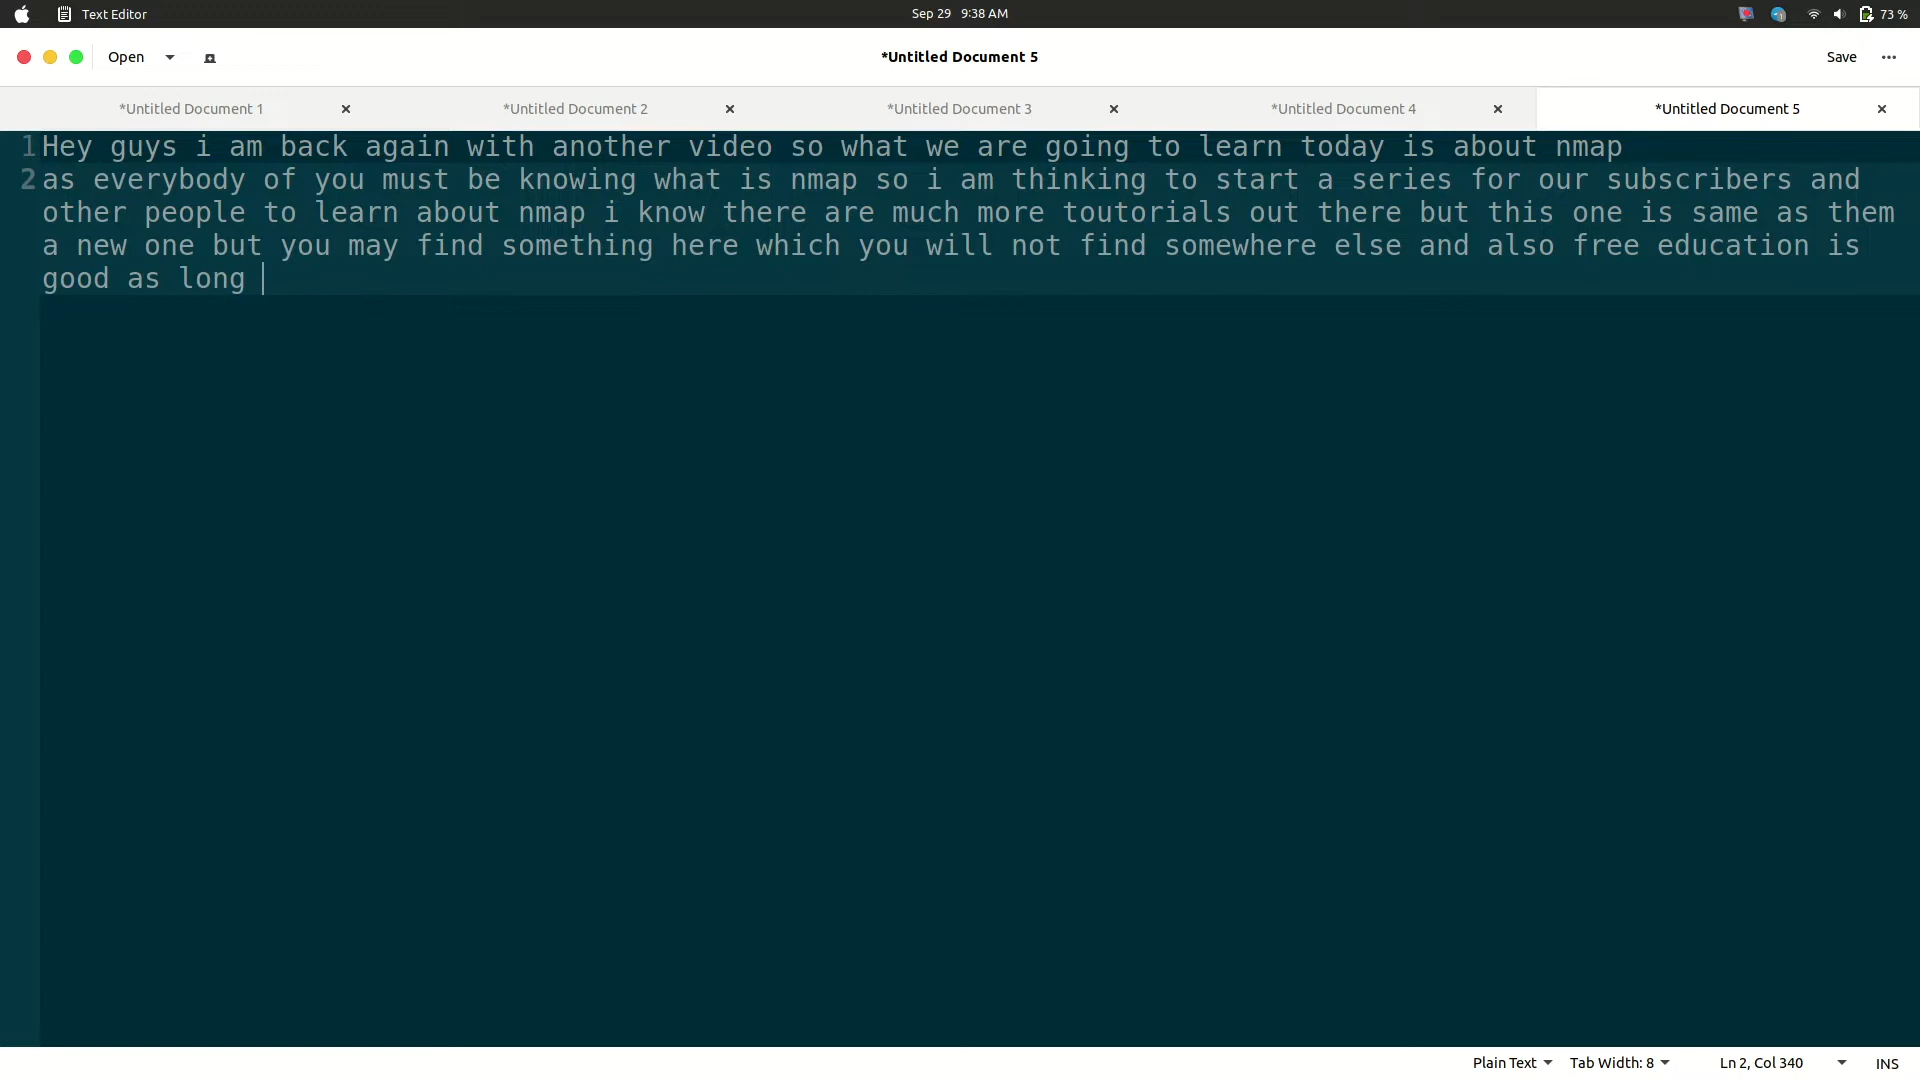 Text Editor Sep 29 9:38 AM 73 %
Open *Untitled Document 5 Save
*Untitled Document 1 *Untitled Document 2 *Untitled Document 3 *Untitled Document 4 *Untitled Document 5
1 Hey guys i am back again with another video so what we are going to learn today is about nmap
2 as everybody of you must be knowing what is nmap so i am thinking to start a series for our subscribers and
other people to learn about nmap i know there are much more toutorials out there but this one is same as them
a new one but you may find something here which you will not find somewhere else and also free education is
good as long
Plain Text Tab Width: 8 Ln 2, Col 340 INS